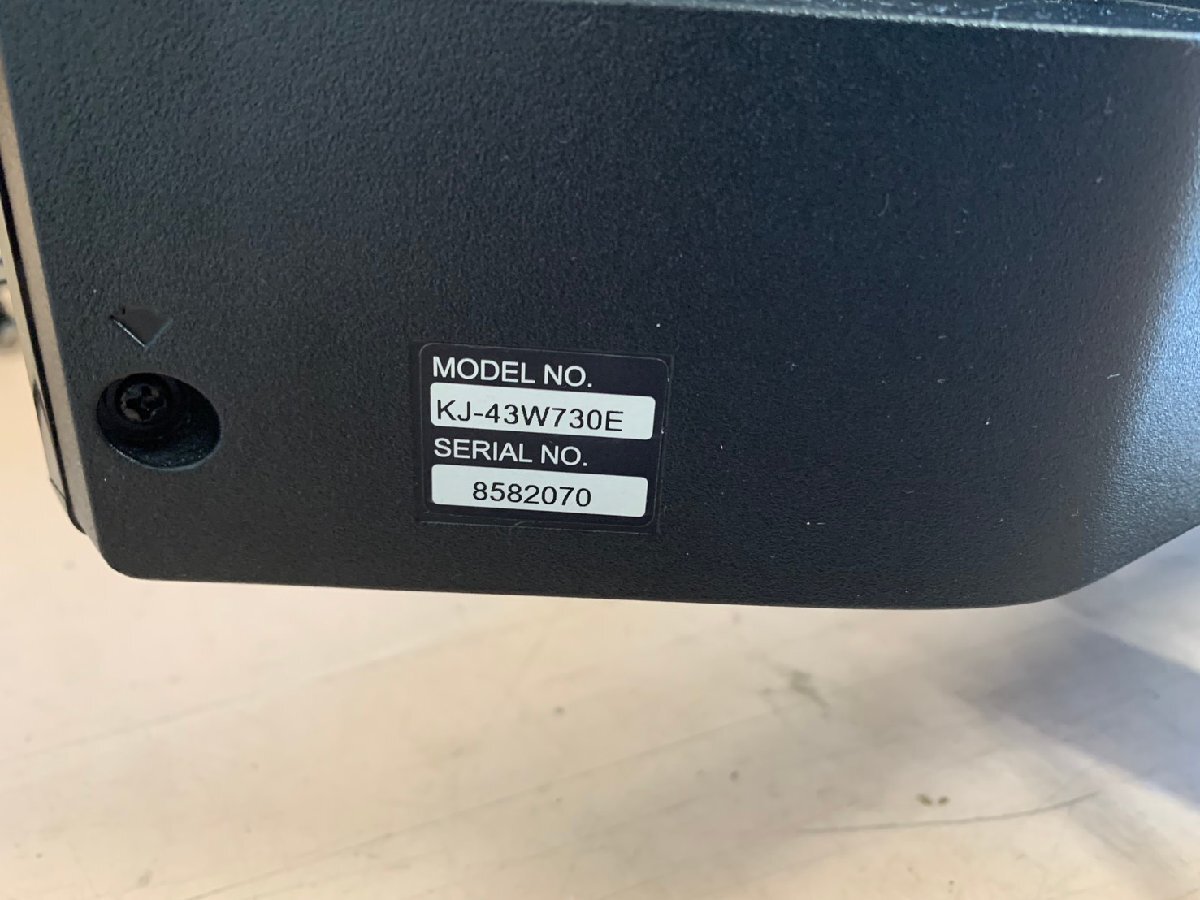 MODEL NO.
KJ-43W730E
SERIAL NO.
8582070